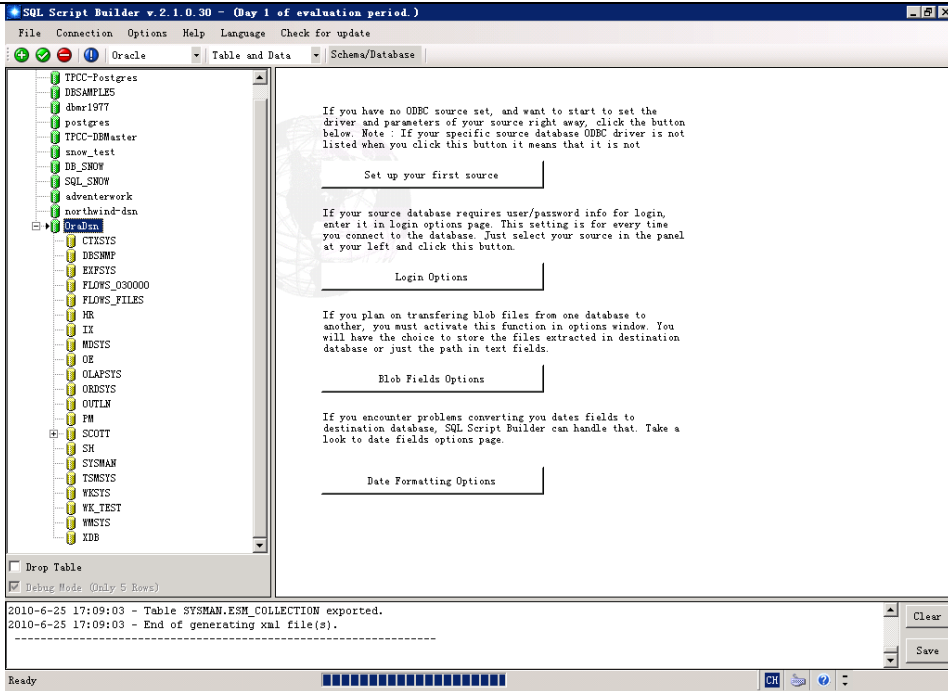 SQL Script Builder v.2.1.0.30 - (Day 1 of evaluation period.)
File Connection Options Help Language Check for update
Oracle Table and Data Schema/Database
TPCC-Postgres
DBSAMPLE5
dbmr1977
postgres
TPCC-DBMaster
snow_test
DB_SNOW
SQL_SNOW
adventerwork
northwind-dsn
OraDsn
CTXSYS
DBSNMP
EXFSYS
FLOWS_030000
FLOWS_FILES
HR
IX
MDSYS
OE
OLAPSYS
ORDSYS
OUTLN
PM
SCOTT
SH
SYSMAN
TSMSYS
WKSYS
WK_TEST
WMSYS
XDB
Drop Table
Debug Mode (Only 5 Rows)
If you have no ODBC source set, and want to start to set the
driver and parameters of your source right away, click the button
below. Note : If your specific source database ODBC driver is not
listed when you click this button it means that it is not
Set up your first source
If your source database requires user/password info for login,
enter it in login options page. This setting is for every time
you connect to the database. Just select your source in the panel
at your left and click this button.
Login Options
If you plan on transfering blob files from one database to
another, you must activate this function in options window. You
will have the choice to store the files extracted in destination
database or just the path in text fields.
Blob Fields Options
If you encounter problems converting you dates fields to
destination database, SQL Script Builder can handle that. Take a
look to date fields options page.
Date Formatting Options
2010-6-25 17:09:03 - Table SYSMAN.ESM_COLLECTION exported.
2010-6-25 17:09:03 - End of generating xml file(s).
----------------------------------------------------------------
Clear
Save
Ready
CH